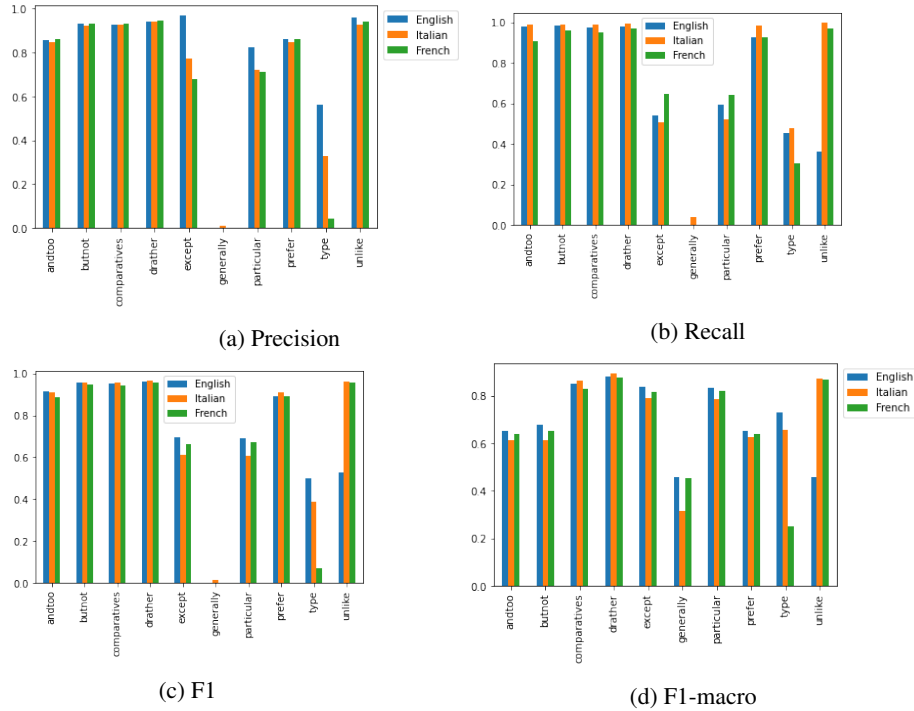 1.0
0.8
0.6
0.4
0.2
0.0
andtoo
butnot
comparatives
drather
except
generally
particular
prefer
type
unlike
English
Italian
French
(a) Precision
1.0
0.8
0.6
0.4
0.2
0.0
andtoo
butnot
comparatives
drather
except
generally
particular
prefer
type
unlike
English
Italian
French
(b) Recall
1.0
0.8
0.6
0.4
0.2
0.0
andtoo
butnot
comparatives
drather
except
generally
particular
prefer
type
unlike
English
Italian
French
(c) F1
0.8
0.6
0.4
0.2
0.0
andtoo
butnot
comparatives
drather
except
generally
particular
prefer
type
unlike
English
Italian
French
(d) F1-macro